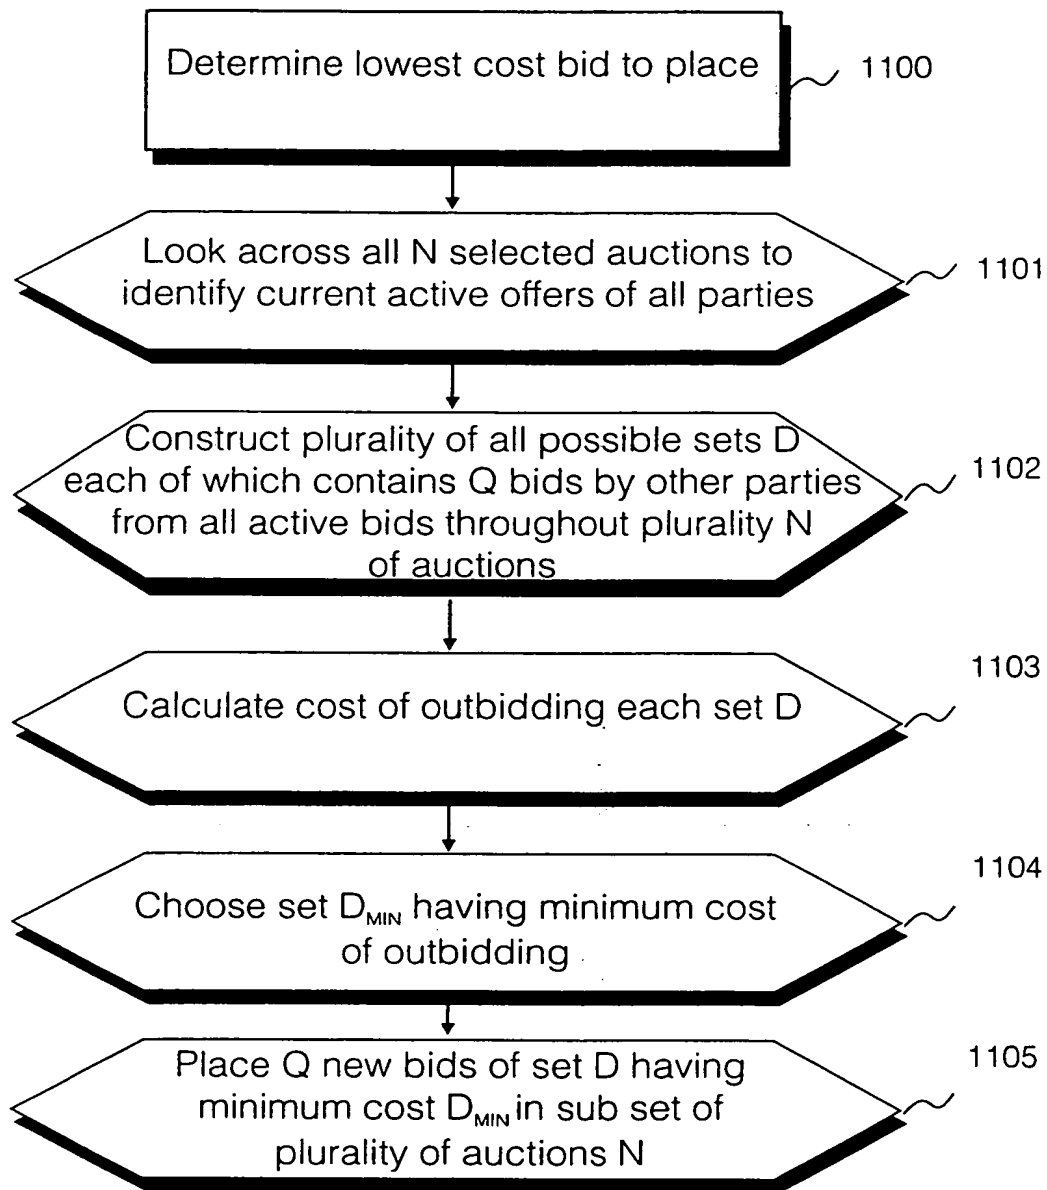 Determine lowest cost bid to place
1100
Look across all N selected auctions to
identify current active offers of all parties
1101
Construct plurality of all possible sets D
each of which contains Q bids by other parties
from all active bids throughout plurality N
of auctions
1102
Calculate cost of outbidding each set D
1103
Choose set DMIN having minimum cost
of outbidding
1104
Place Q new bids of set D having
minimum cost DMIN in sub set of
plurality of auctions N
1105